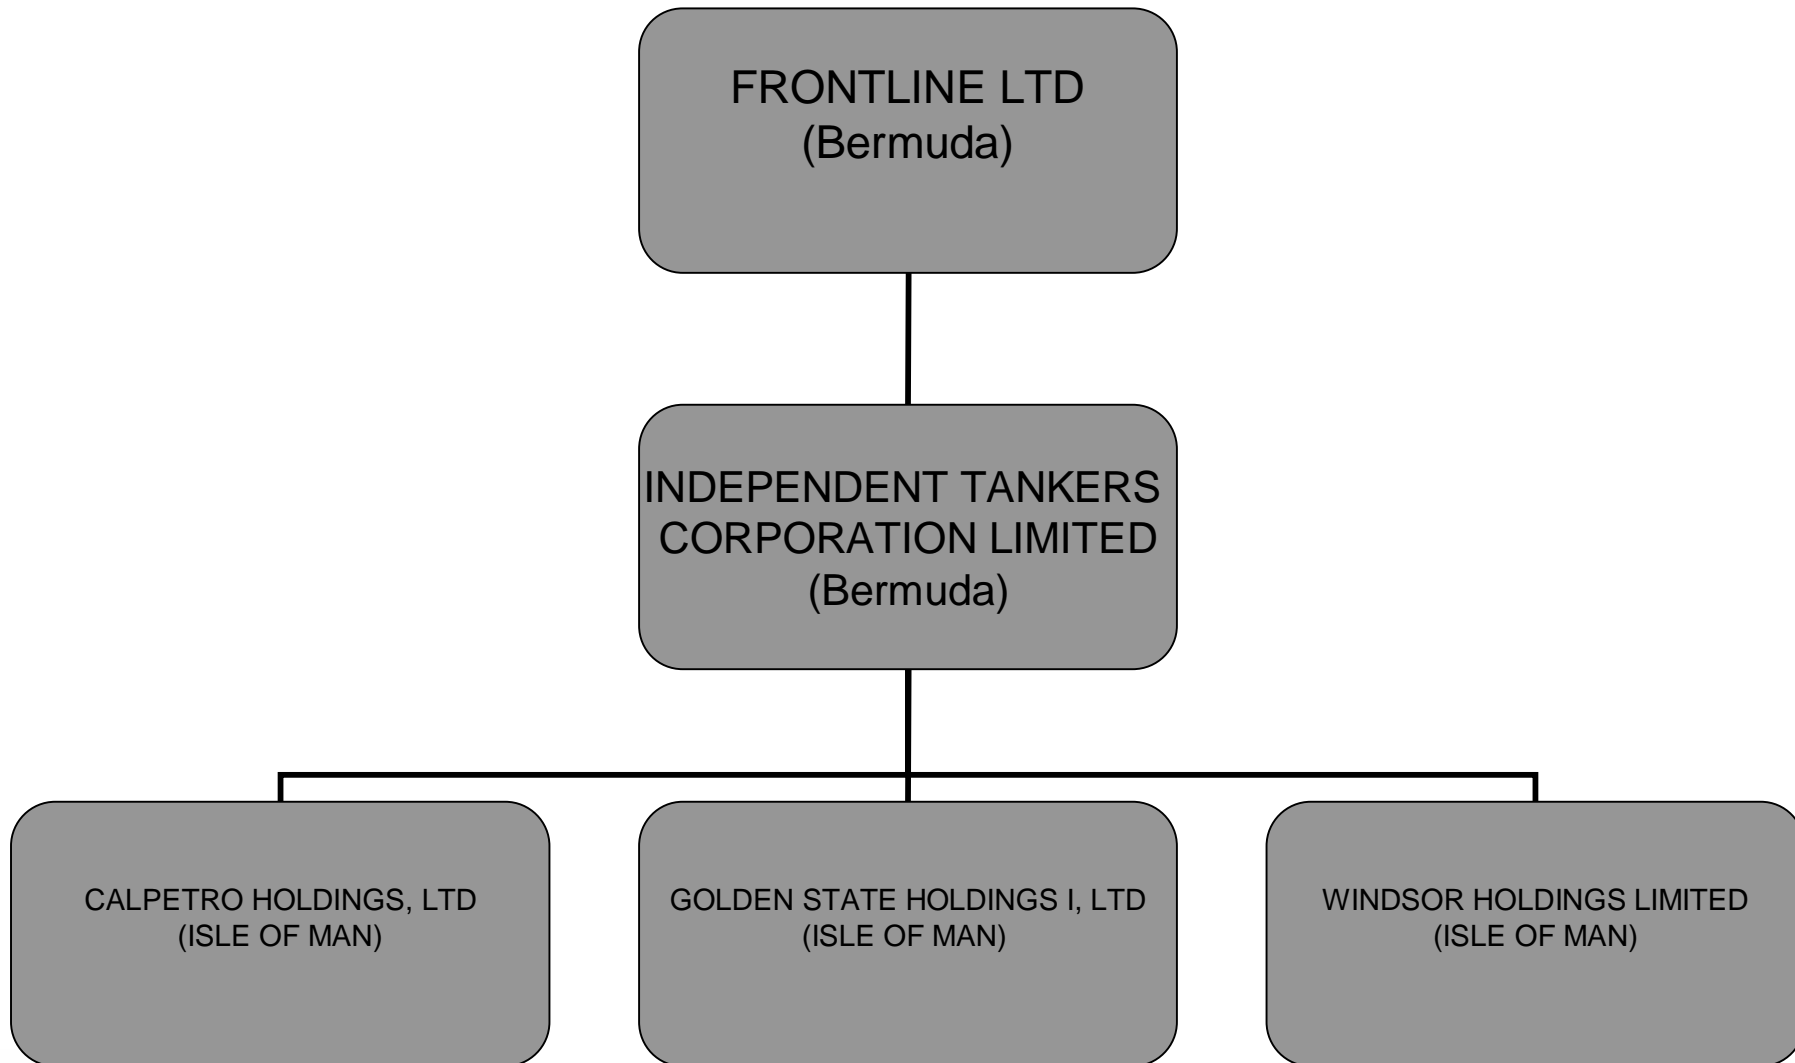 FRONTLINE LTD
(Bermuda)
INDEPENDENT TANKERS
CORPORATION LIMITED
(Bermuda)
CALPETRO HOLDINGS, LTD
(ISLE OF MAN)
GOLDEN STATE HOLDINGS I, LTD
(ISLE OF MAN)
WINDSOR HOLDINGS LIMITED
(ISLE OF MAN)